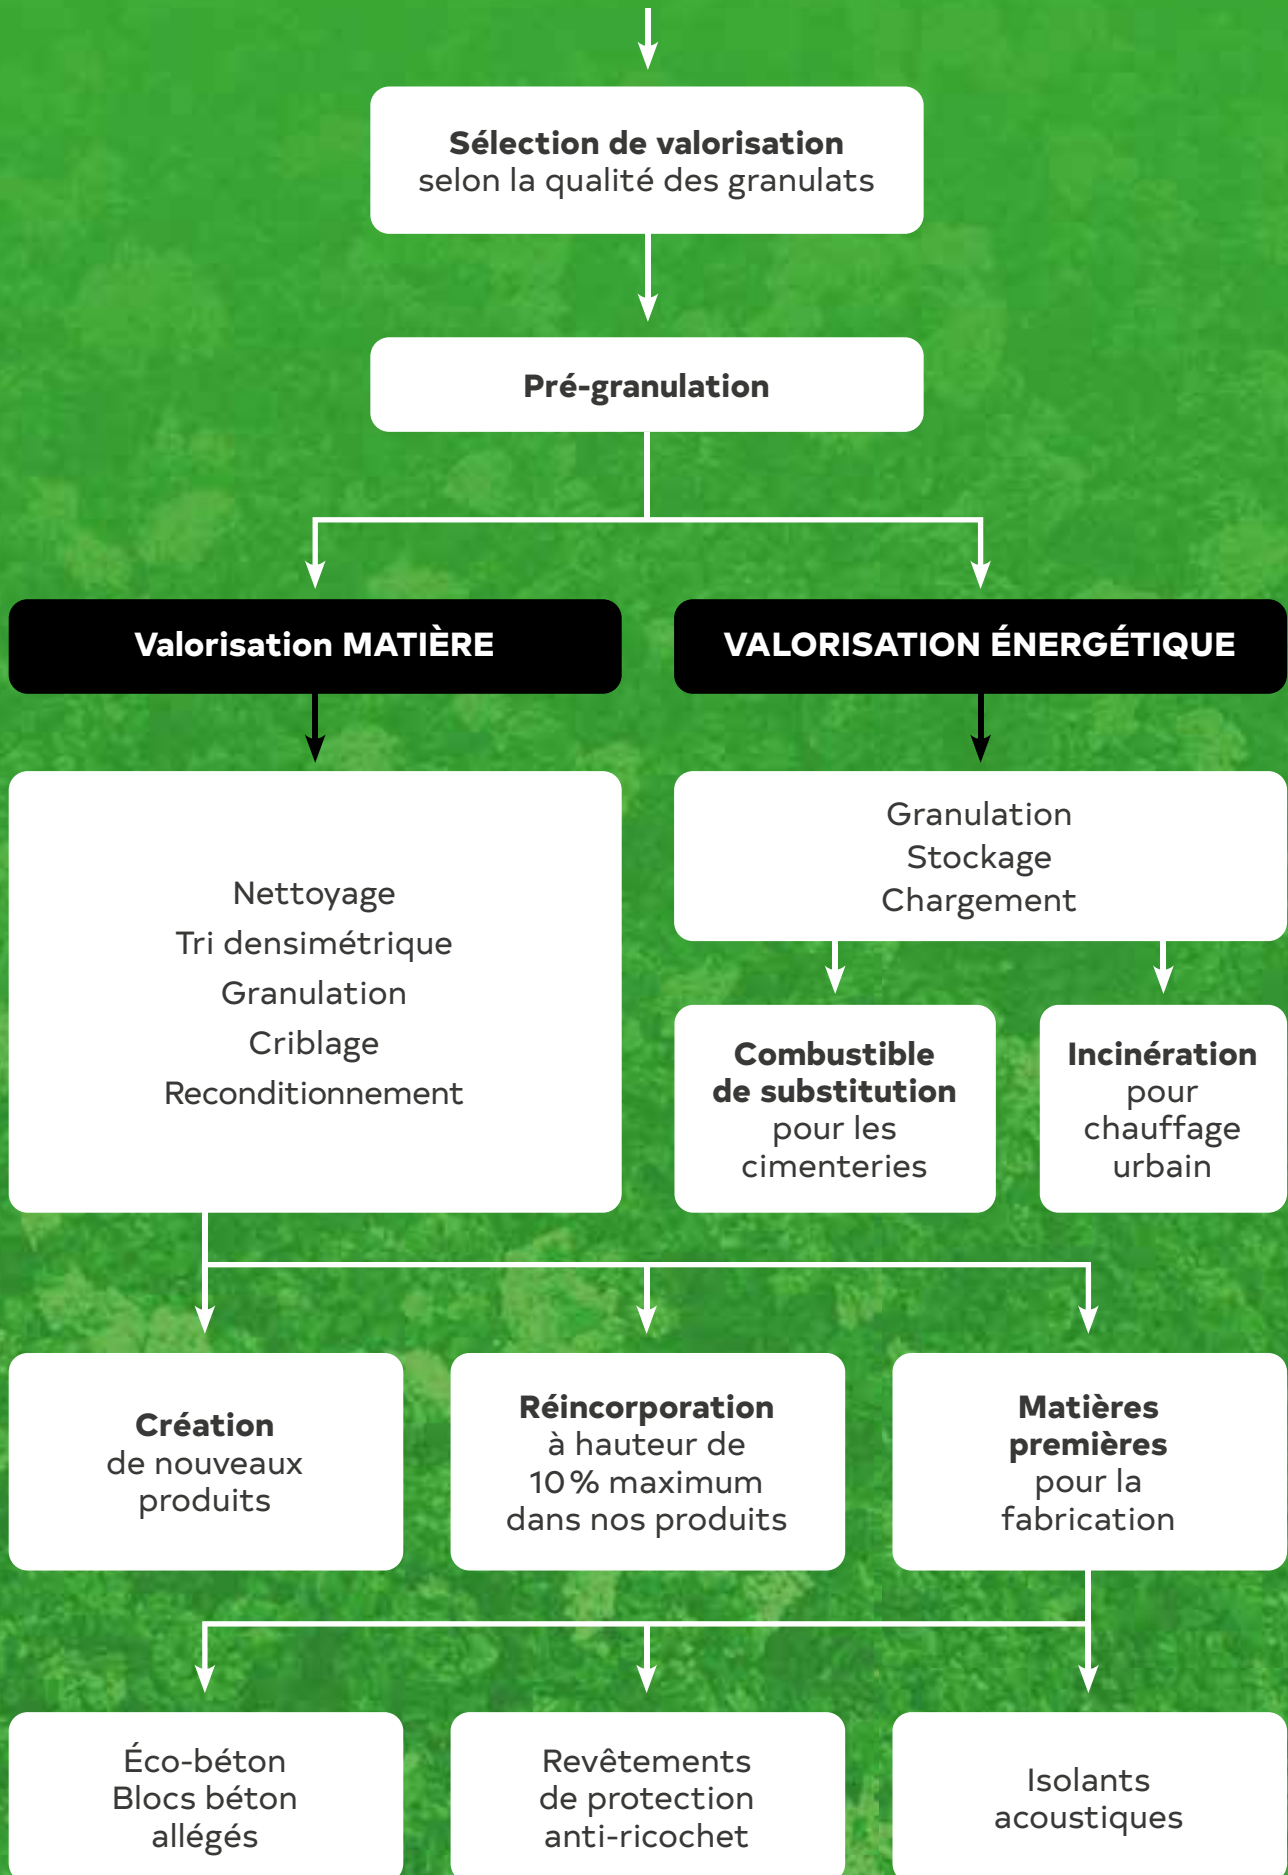 Sélection de valorisation
selon la qualité des granulats
Pré-granulation
Valorisation MATIÈRE
VALORISATION ÉNERGÉTIQUE
Nettoyage
Tri densimétrique
Granulation
Criblage
Reconditionnement
Granulation
Stockage
Chargement
Combustible
de substitution
pour les
cimenteries
Incinération
pour
chauffage
urbain
Création
de nouveaux
produits
Réincorporation
à hauteur de
10 % maximum
dans nos produits
Matières
premières
pour la
fabrication
Éco-béton
Blocs béton
allégés
Revêtements
de protection
anti-ricochet
Isolants
acoustiques